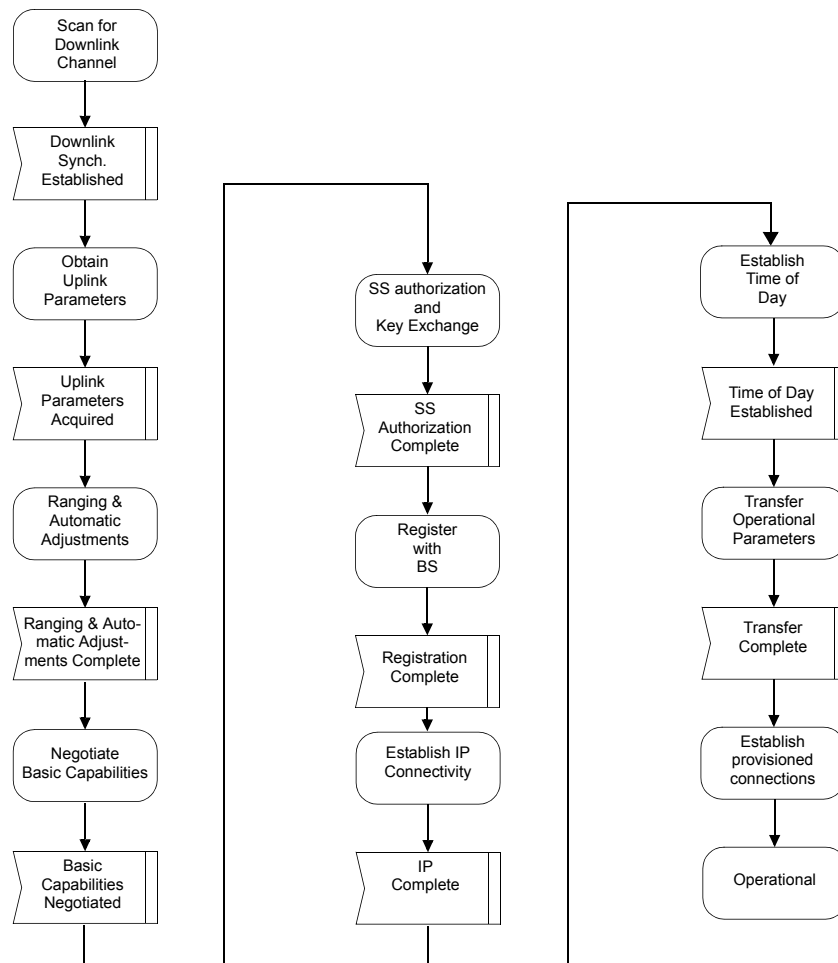 Scan for
Downlink
Channel
Downlink
Synch.
Established
Obtain
Uplink
Parameters
Uplink
Parameters
Acquired
Ranging &
Automatic
Adjustments
Ranging & Auto-
matic Adjust-
ments Complete
Negotiate
Basic Capabilities
Basic
Capabilities
Negotiated
SS authorization
and
Key Exchange
SS
Authorization
Complete
Register
with
BS
Registration
Complete
Establish IP
Connectivity
IP
Complete
Establish
Time of
Day
Time of Day
Established
Transfer
Operational
Parameters
Transfer
Complete
Establish
provisioned
connections
Operational